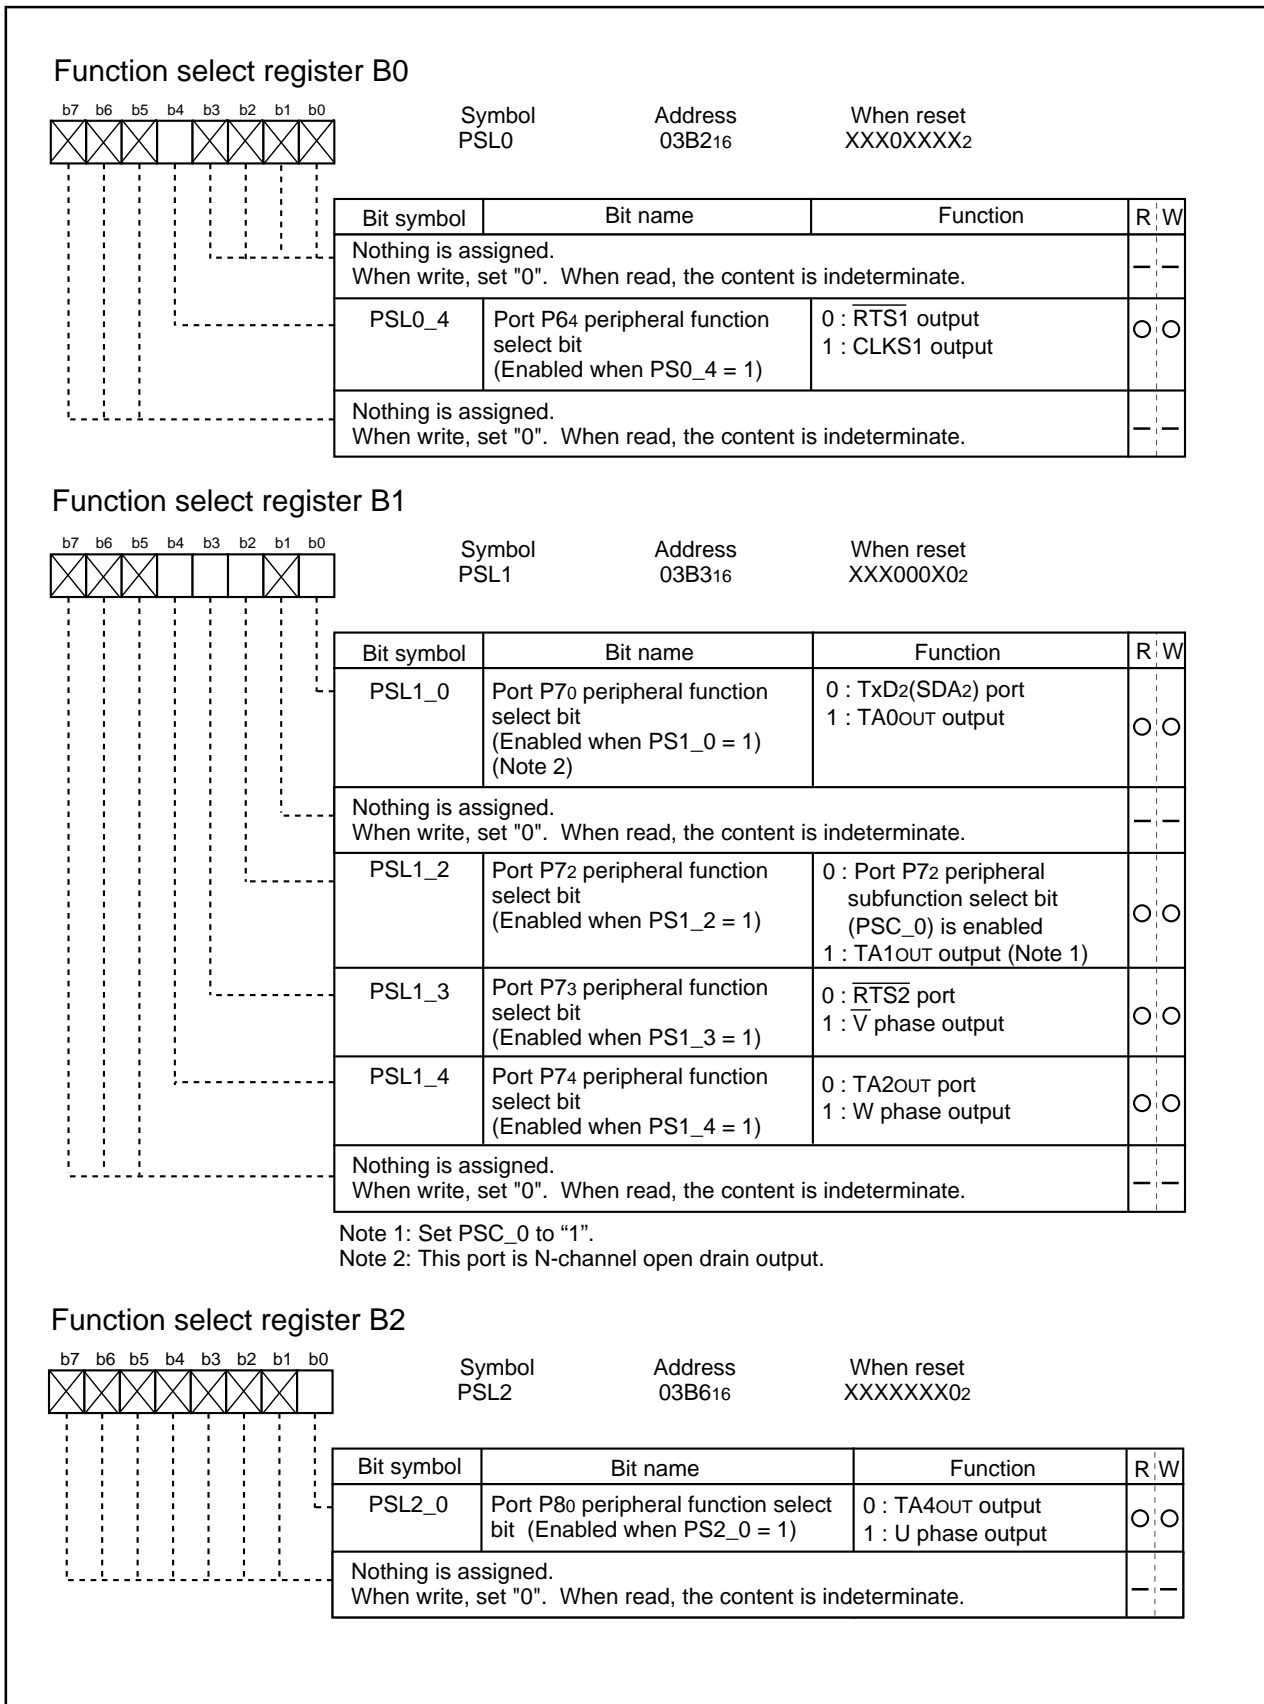 Function select register B0
b7 b6 b5 b4 b3 b2 b1 b0
Symbol Address When reset
PSL0 03B216 XXX0XXXX2
Bit symbol Bit name Function R W
Nothing is assigned.
When write, set "0". When read, the content is indeterminate.
— —
PSL0_4 Port P64 peripheral function 0 : RTS1 output
select bit 1 : CLKS1 output
(Enabled when PS0_4 = 1)
Nothing is assigned.
When write, set "0". When read, the content is indeterminate.
— —
Function select register B1
b7 b6 b5 b4 b3 b2 b1 b0
Symbol Address When reset
PSL1 03B316 XXX000X02
Bit symbol Bit name Function R W
PSL1_0 Port P70 peripheral function 0 : TxD2(SDA2) port
select bit 1 : TA0OUT output
(Enabled when PS1_0 = 1)
(Note 2)
Nothing is assigned.
When write, set "0". When read, the content is indeterminate.
— —
PSL1_2 Port P72 peripheral function 0 : Port P72 peripheral
select bit subfunction select bit
(Enabled when PS1_2 = 1) (PSC_0) is enabled
1 : TA1OUT output (Note 1)
PSL1_3 Port P73 peripheral function 0 : RTS2 port
select bit 1 : V phase output
(Enabled when PS1_3 = 1)
PSL1_4 Port P74 peripheral function 0 : TA2OUT port
select bit 1 : W phase output
(Enabled when PS1_4 = 1)
Nothing is assigned.
When write, set "0". When read, the content is indeterminate.
— —
Note 1: Set PSC_0 to “1”.
Note 2: This port is N-channel open drain output.
Function select register B2
b7 b6 b5 b4 b3 b2 b1 b0
Symbol Address When reset
PSL2 03B616 XXXXXXX02
Bit symbol Bit name Function R W
PSL2_0 Port P80 peripheral function select 0 : TA4OUT output
bit (Enabled when PS2_0 = 1) 1 : U phase output
Nothing is assigned.
When write, set "0". When read, the content is indeterminate.
— —